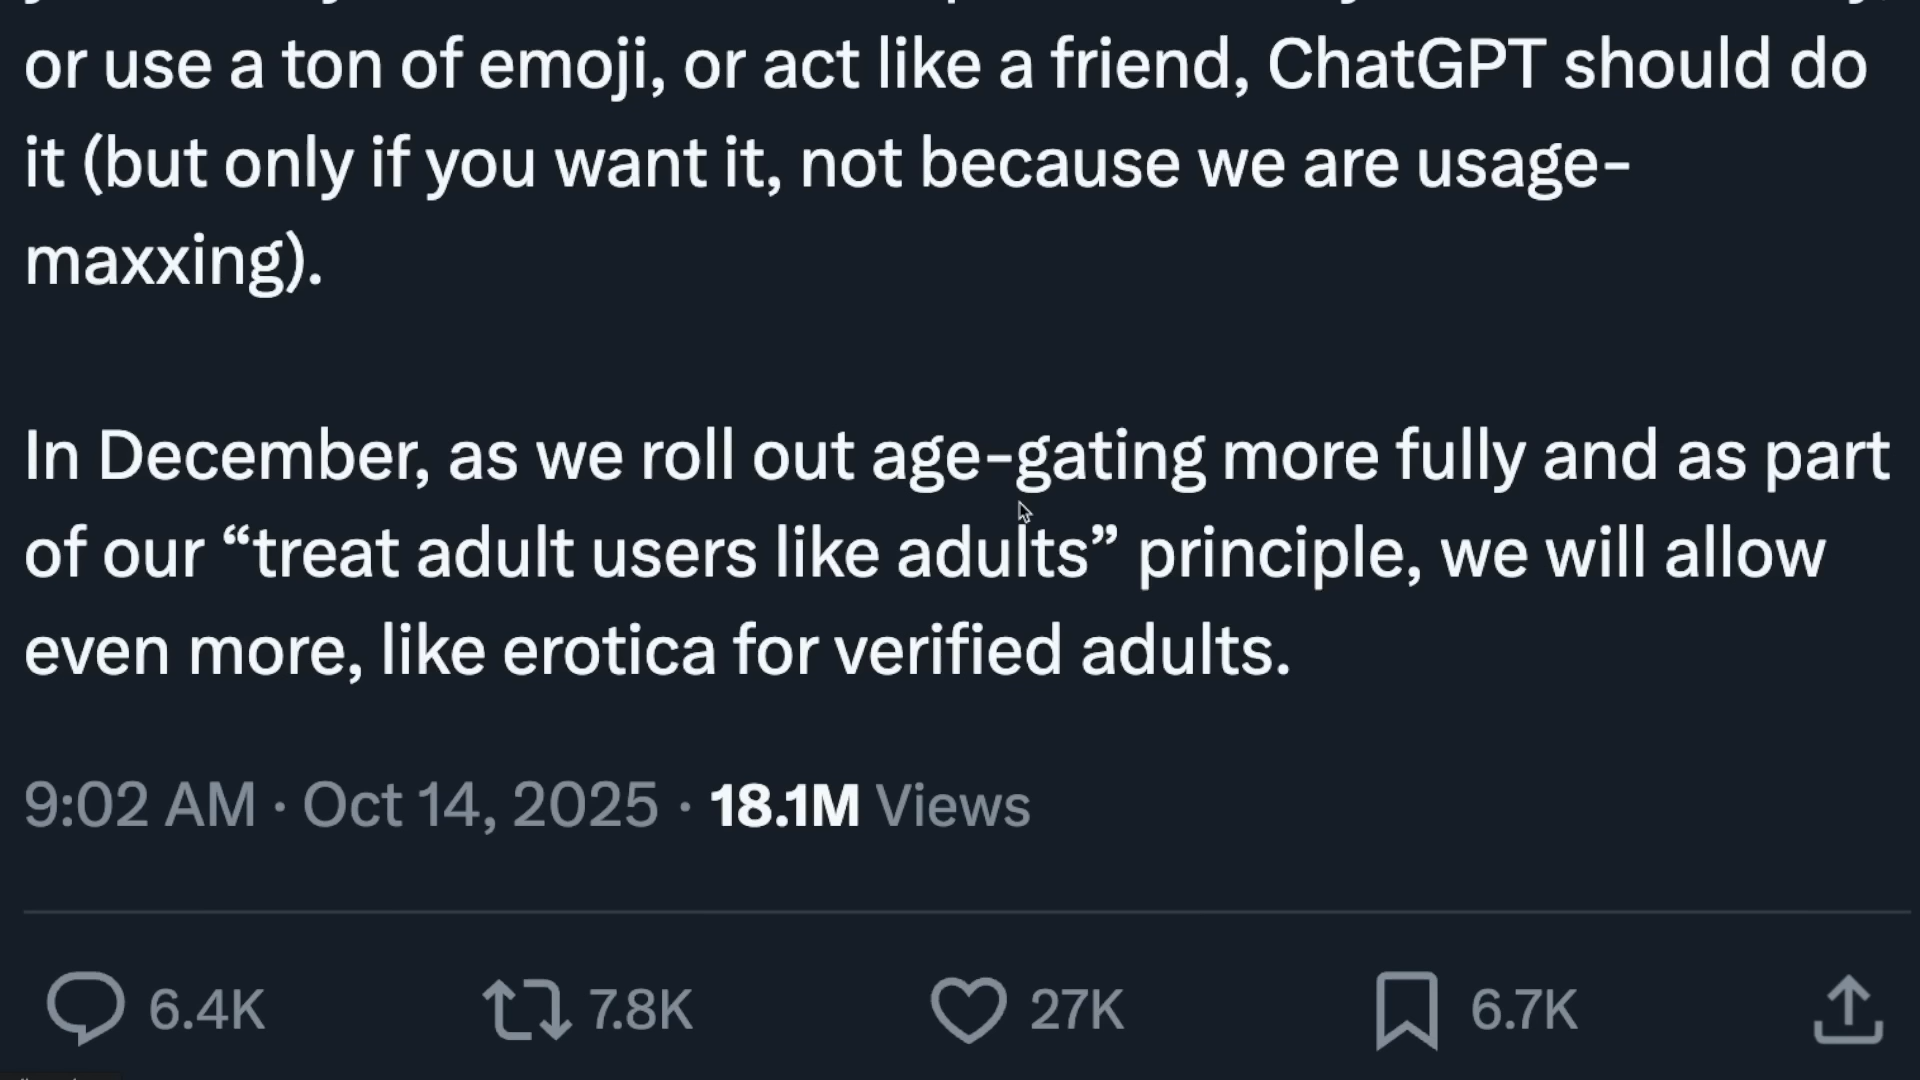 or use a ton of emoji, or act like a friend, ChatGPT should do
it (but only if you want it, not because we are usage-
maxxing).
In December, as we roll out age-gating more fully and as part
of our “treat adult users like adults” principle, we will allow
even more, like erotica for verified adults.
9:02 AM · Oct 14, 2025 · 18.1M Views
6.4K 7.8K 27K 6.7K